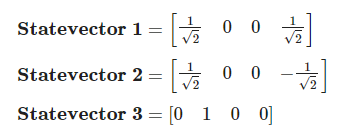 Statevector 1 = [1/√2 0 0 1/√2]
Statevector 2 = [1/√2 0 0 −1/√2]
Statevector 3 = [0 1 0 0]